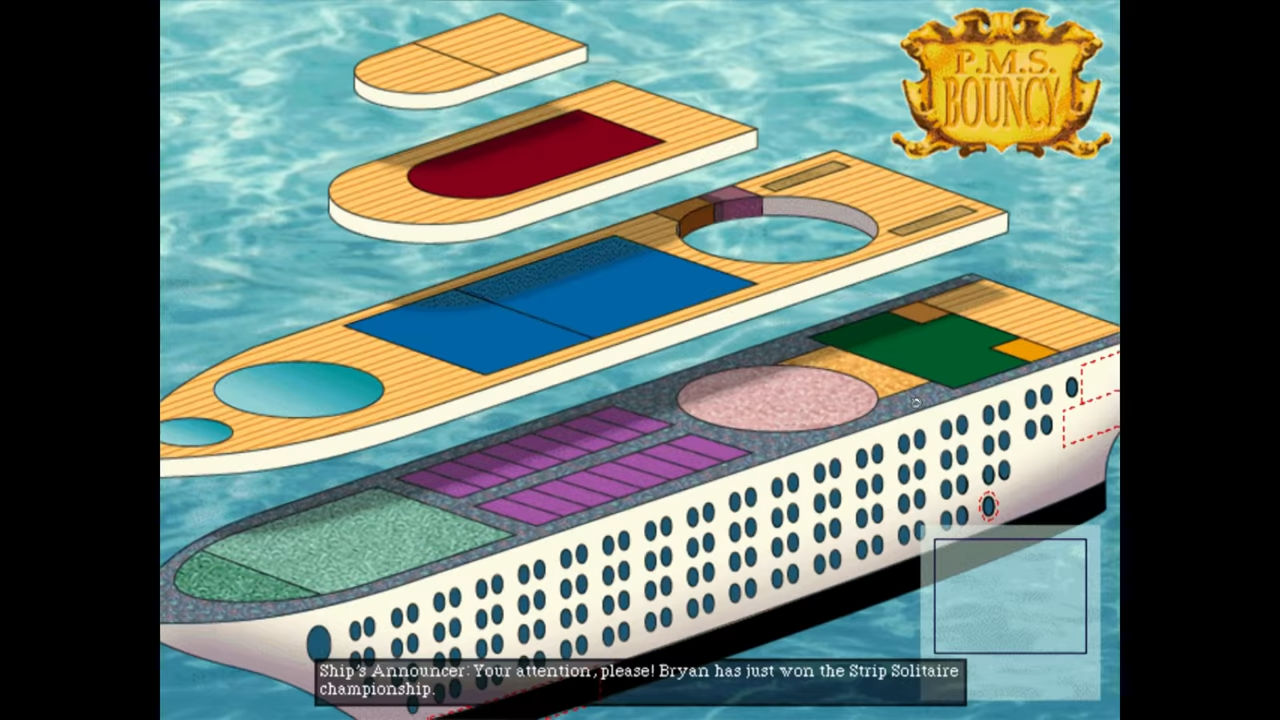 P.M.S.
BOUNCY
Ship's Announcer: Your attention, please! Bryan has just won the Strip Solitaire
championship.